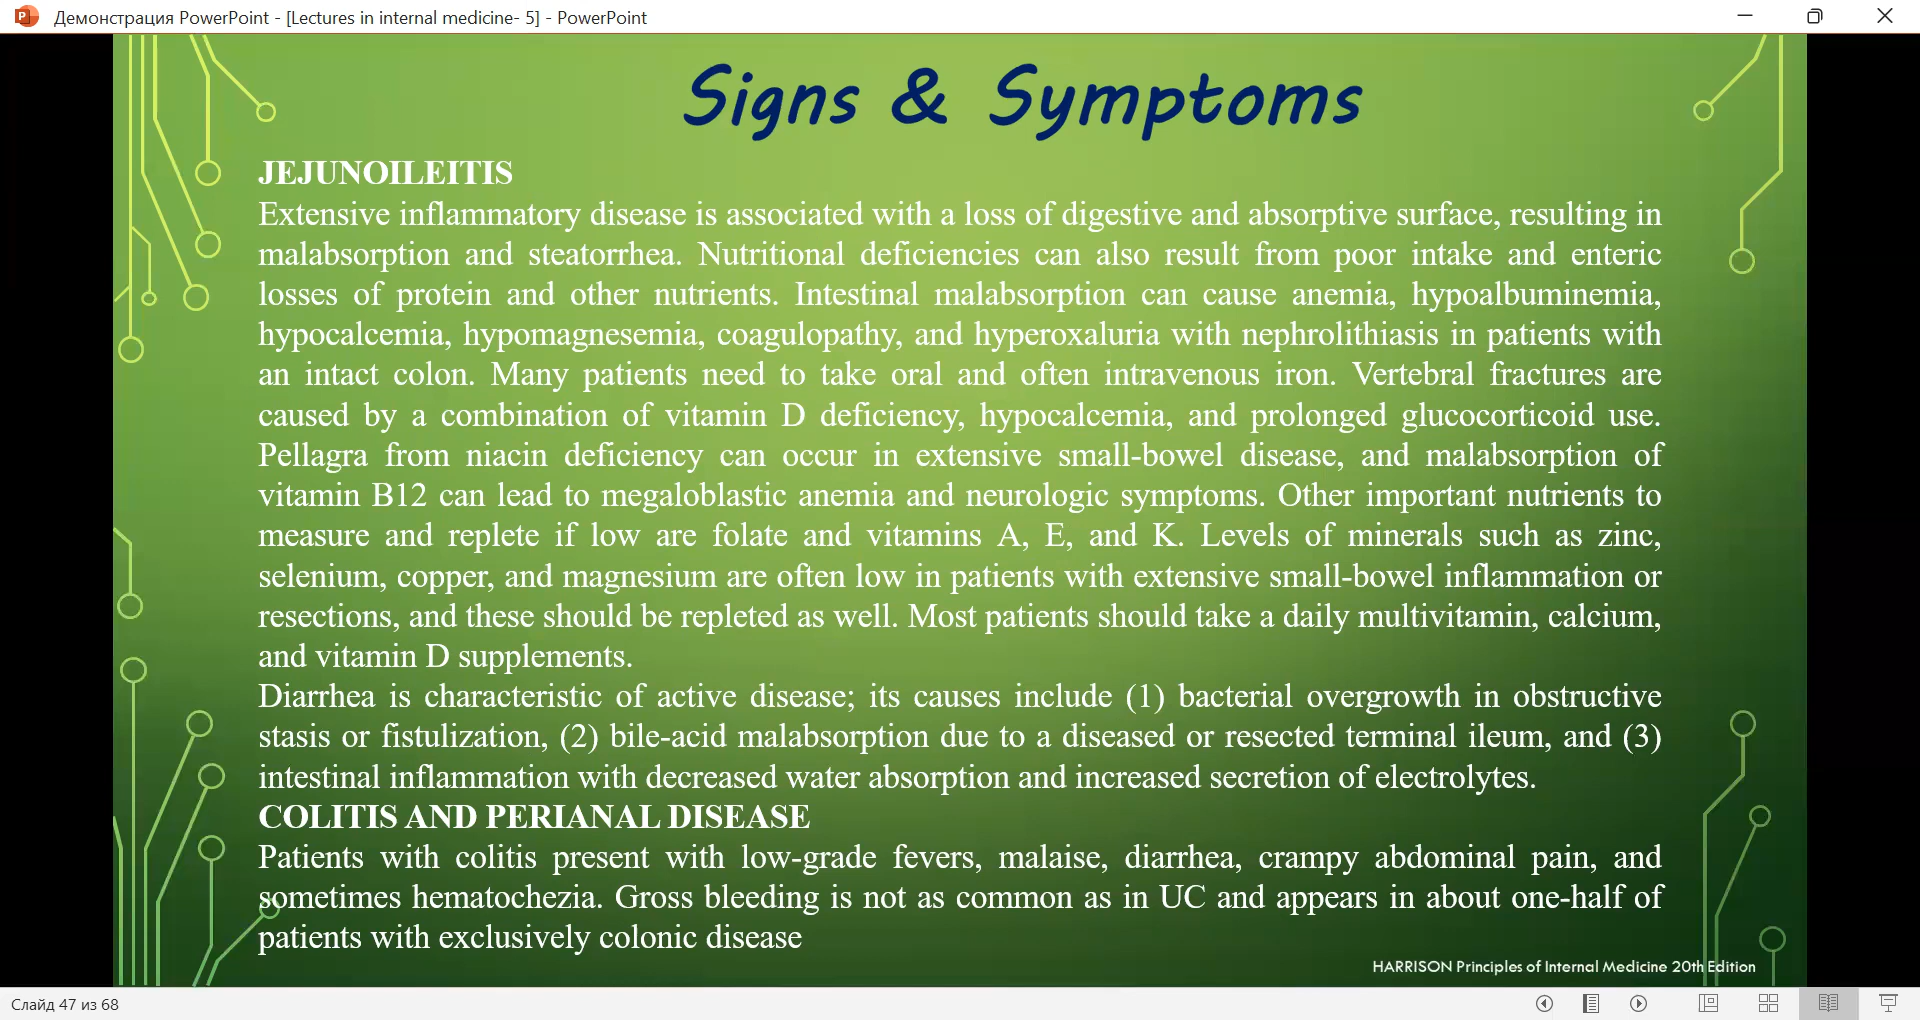 Демонстрация PowerPoint - [Lectures in internal medicine- 5] - PowerPoint
Signs & Symptoms
JEJUNOILEITIS
Extensive inflammatory disease is associated with a loss of digestive and absorptive surface, resulting in
malabsorption and steatorrhea. Nutritional deficiencies can also result from poor intake and enteric
losses of protein and other nutrients. Intestinal malabsorption can cause anemia, hypoalbuminemia,
hypocalcemia, hypomagnesemia, coagulopathy, and hyperoxaluria with nephrolithiasis in patients with
an intact colon. Many patients need to take oral and often intravenous iron. Vertebral fractures are
caused by a combination of vitamin D deficiency, hypocalcemia, and prolonged glucocorticoid use.
Pellagra from niacin deficiency can occur in extensive small-bowel disease, and malabsorption of
vitamin B12 can lead to megaloblastic anemia and neurologic symptoms. Other important nutrients to
measure and replete if low are folate and vitamins A, E, and K. Levels of minerals such as zinc,
selenium, copper, and magnesium are often low in patients with extensive small-bowel inflammation or
resections, and these should be repleted as well. Most patients should take a daily multivitamin, calcium,
and vitamin D supplements.
Diarrhea is characteristic of active disease; its causes include (1) bacterial overgrowth in obstructive
stasis or fistulization, (2) bile-acid malabsorption due to a diseased or resected terminal ileum, and (3)
intestinal inflammation with decreased water absorption and increased secretion of electrolytes.
COLITIS AND PERIANAL DISEASE
Patients with colitis present with low-grade fevers, malaise, diarrhea, crampy abdominal pain, and
sometimes hematochezia. Gross bleeding is not as common as in UC and appears in about one-half of
patients with exclusively colonic disease
HARRISON Principles of Internal Medicine 20th Edition
Слайд 47 из 68